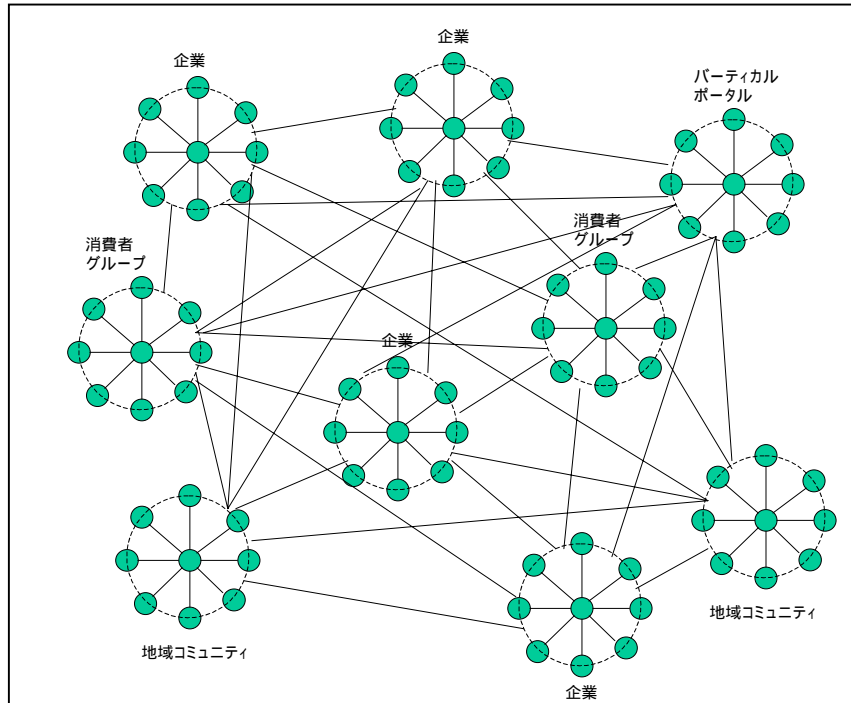 企業
企業
バーティカル
ポータル
消費者
グループ
消費者
グループ
企業
地域コミュニティ
地域コミュニティ
企業